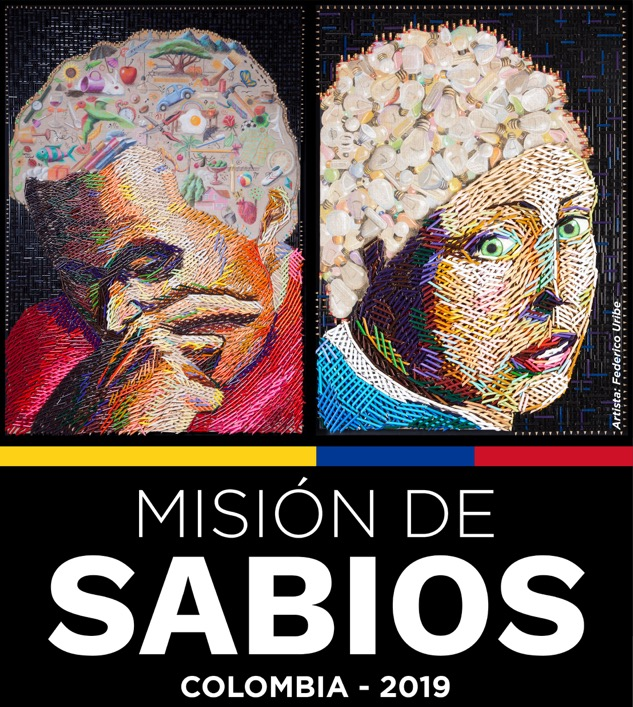 Artista: Federico Uribe
MISIÓN DE
SABIOS
COLOMBIA - 2019